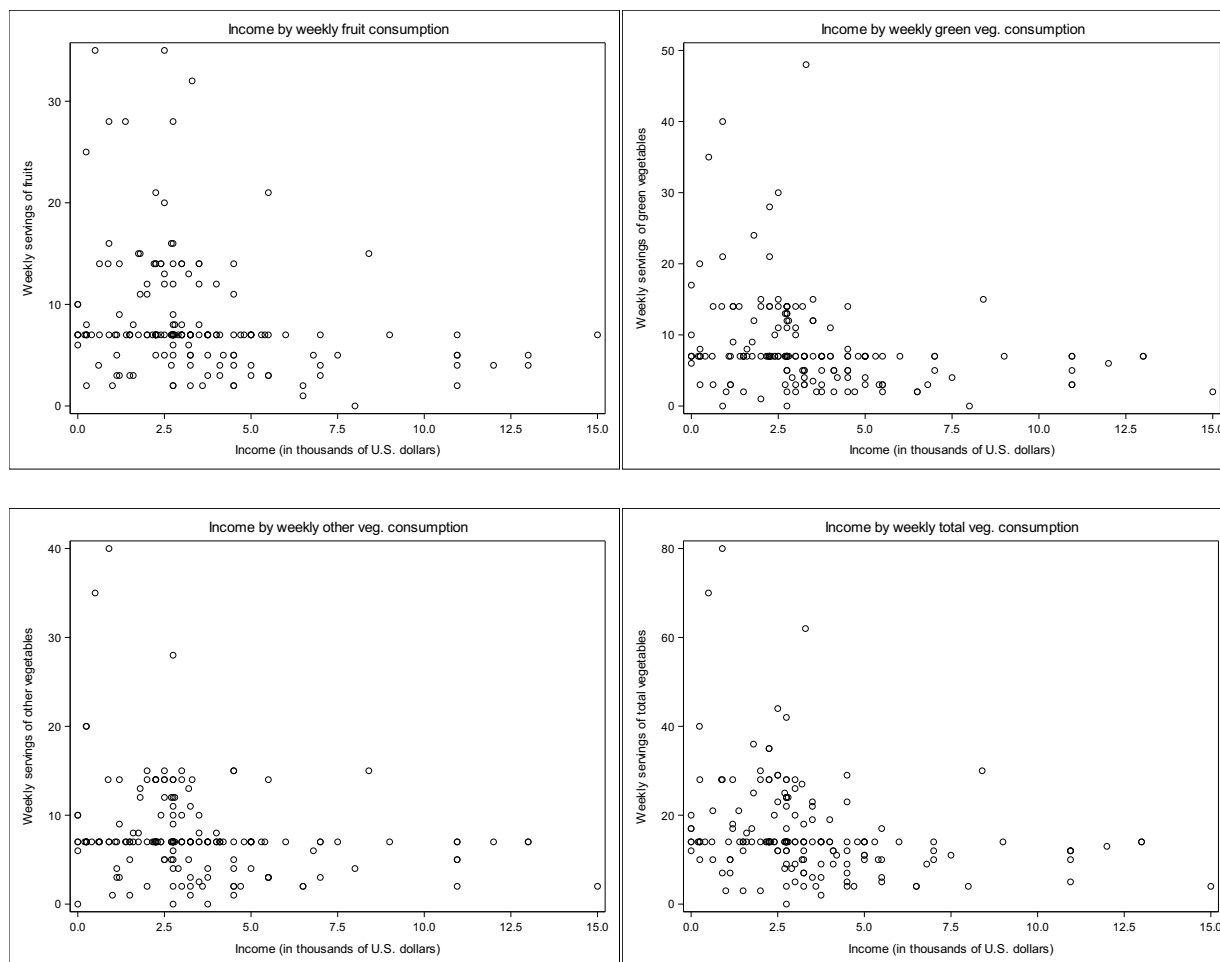 Income by weekly fruit consumption
Weekly servings of fruits
30
20
10
0
0.0 2.5 5.0 7.5 10.0 12.5 15.0
Income (in thousands of U.S. dollars)
Income by weekly green veg. consumption
Weekly servings of green vegetables
50
40
30
20
10
0
0.0 2.5 5.0 7.5 10.0 12.5 15.0
Income (in thousands of U.S. dollars)
Income by weekly other veg. consumption
Weekly servings of other vegetables
40
30
20
10
0
0.0 2.5 5.0 7.5 10.0 12.5 15.0
Income (in thousands of U.S. dollars)
Income by weekly total veg. consumption
Weekly servings of total vegetables
80
60
40
20
0
0.0 2.5 5.0 7.5 10.0 12.5 15.0
Income (in thousands of U.S. dollars)